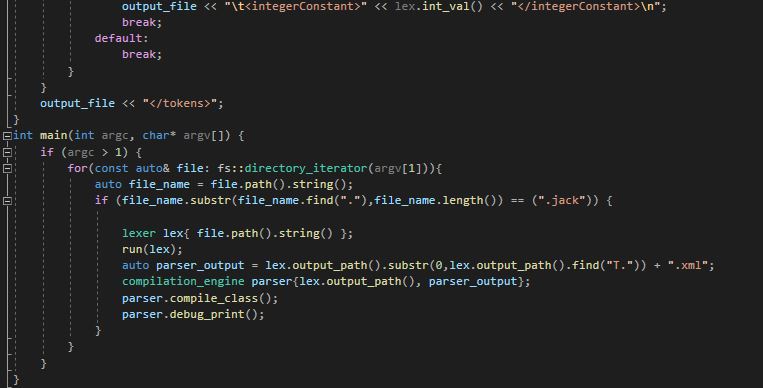 output_file << "\t<integerConstant>" << lex.int_val() << "</integerConstant>\n";
break;
default:
break;
}
}
output_file << "</tokens>";
}
int main(int argc, char* argv[]) {
if (argc > 1) {
for(const auto& file: fs::directory_iterator(argv[1])){
auto file_name = file.path().string();
if (file_name.substr(file_name.find("."),file_name.length()) == (".jack")) {
lexer lex{ file.path().string() };
run(lex);
auto parser_output = lex.output_path().substr(0,lex.output_path().find("T.")) + ".xml";
compilation_engine parser{lex.output_path(), parser_output};
parser.compile_class();
parser.debug_print();
}
}
}
}